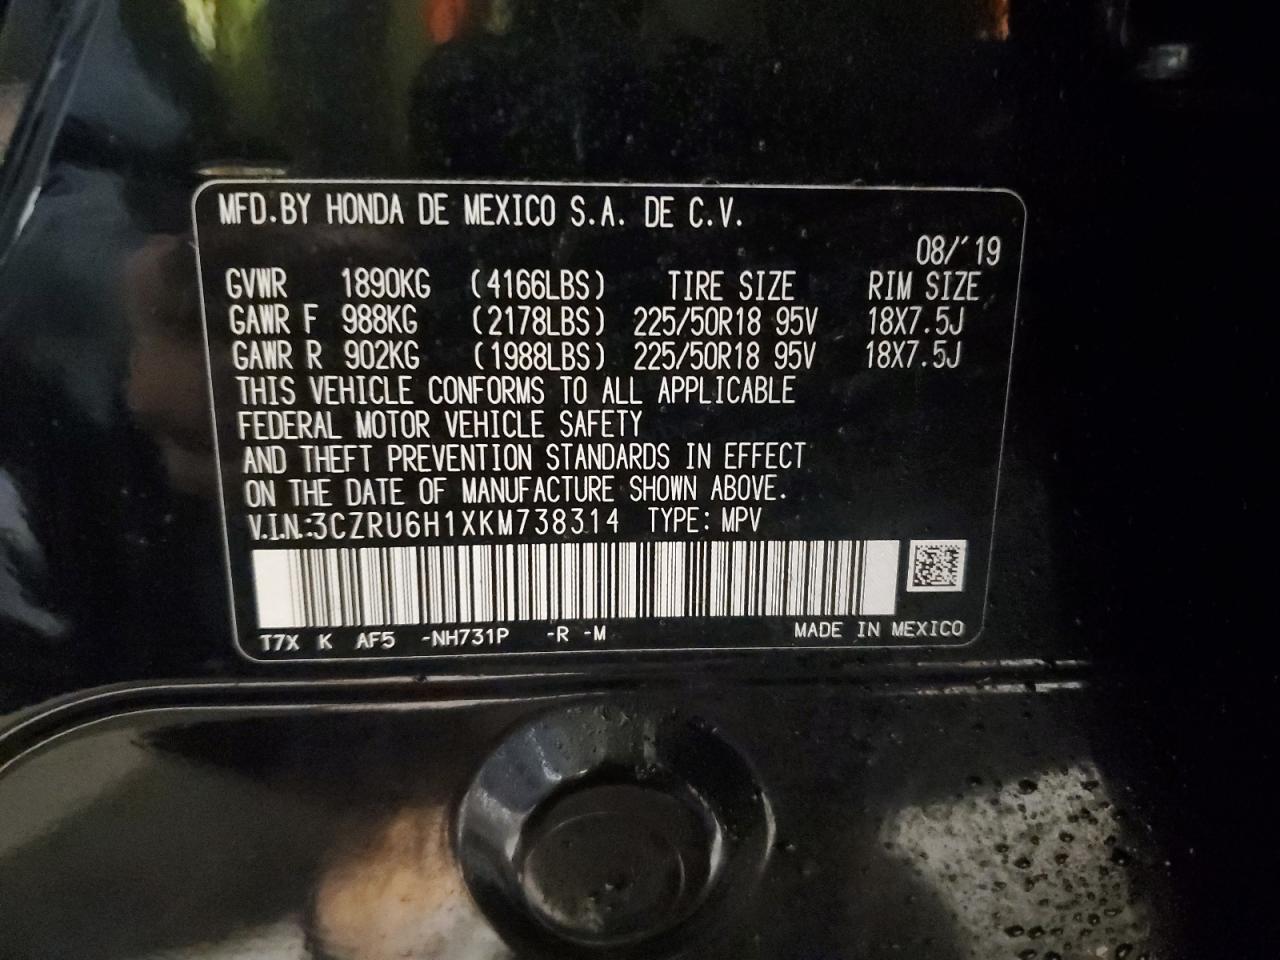 MFD.BY HONDA DE MEXICO S.A. DE C.V.
08/'19
GVWR 1890KG (4166LBS) TIRE SIZE RIM SIZE
GAWR F 988KG (2178LBS) 225/50R18 95V 18X7.5J
GAWR R 902KG (1988LBS) 225/50R18 95V 18X7.5J
THIS VEHICLE CONFORMS TO ALL APPLICABLE
FEDERAL MOTOR VEHICLE SAFETY
AND THEFT PREVENTION STANDARDS IN EFFECT
ON THE DATE OF MANUFACTURE SHOWN ABOVE.
V.I.N.:3CZRU6H1XKM738314 TYPE: MPV
T7X K AF5 -NH731P -R -M MADE IN MEXICO